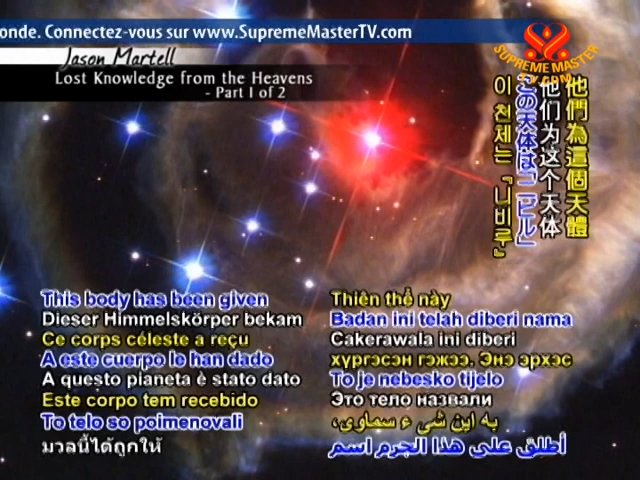 onde. Connectez-vous sur www.SupremeMasterTV.com
Jason Martell
Lost Knowledge from the Heavens
- Part 1 of 2
SUPREME MASTER
TV.COM
他們為這個天體
他们为这个天体
この天体は「ニビル」
이 천체는 『니비루』
This body has been given
Dieser Himmelskörper bekam
Ce corps céleste a reçu
A este cuerpo le han dado
A questo pianeta è stato dato
Este corpo tem recebido
To telo so poimenovali
มวลนี้ได้ถูกให้
Thiên thể này
Badan ini telah diberi nama
Cakerawala ini diberi
хүргэсэн гэжээ. Энэ эрхэс
To je nebesko tijelo
Это тело назвали
به این شی ء سماوی،
أطلق على هذا الجرم اسم